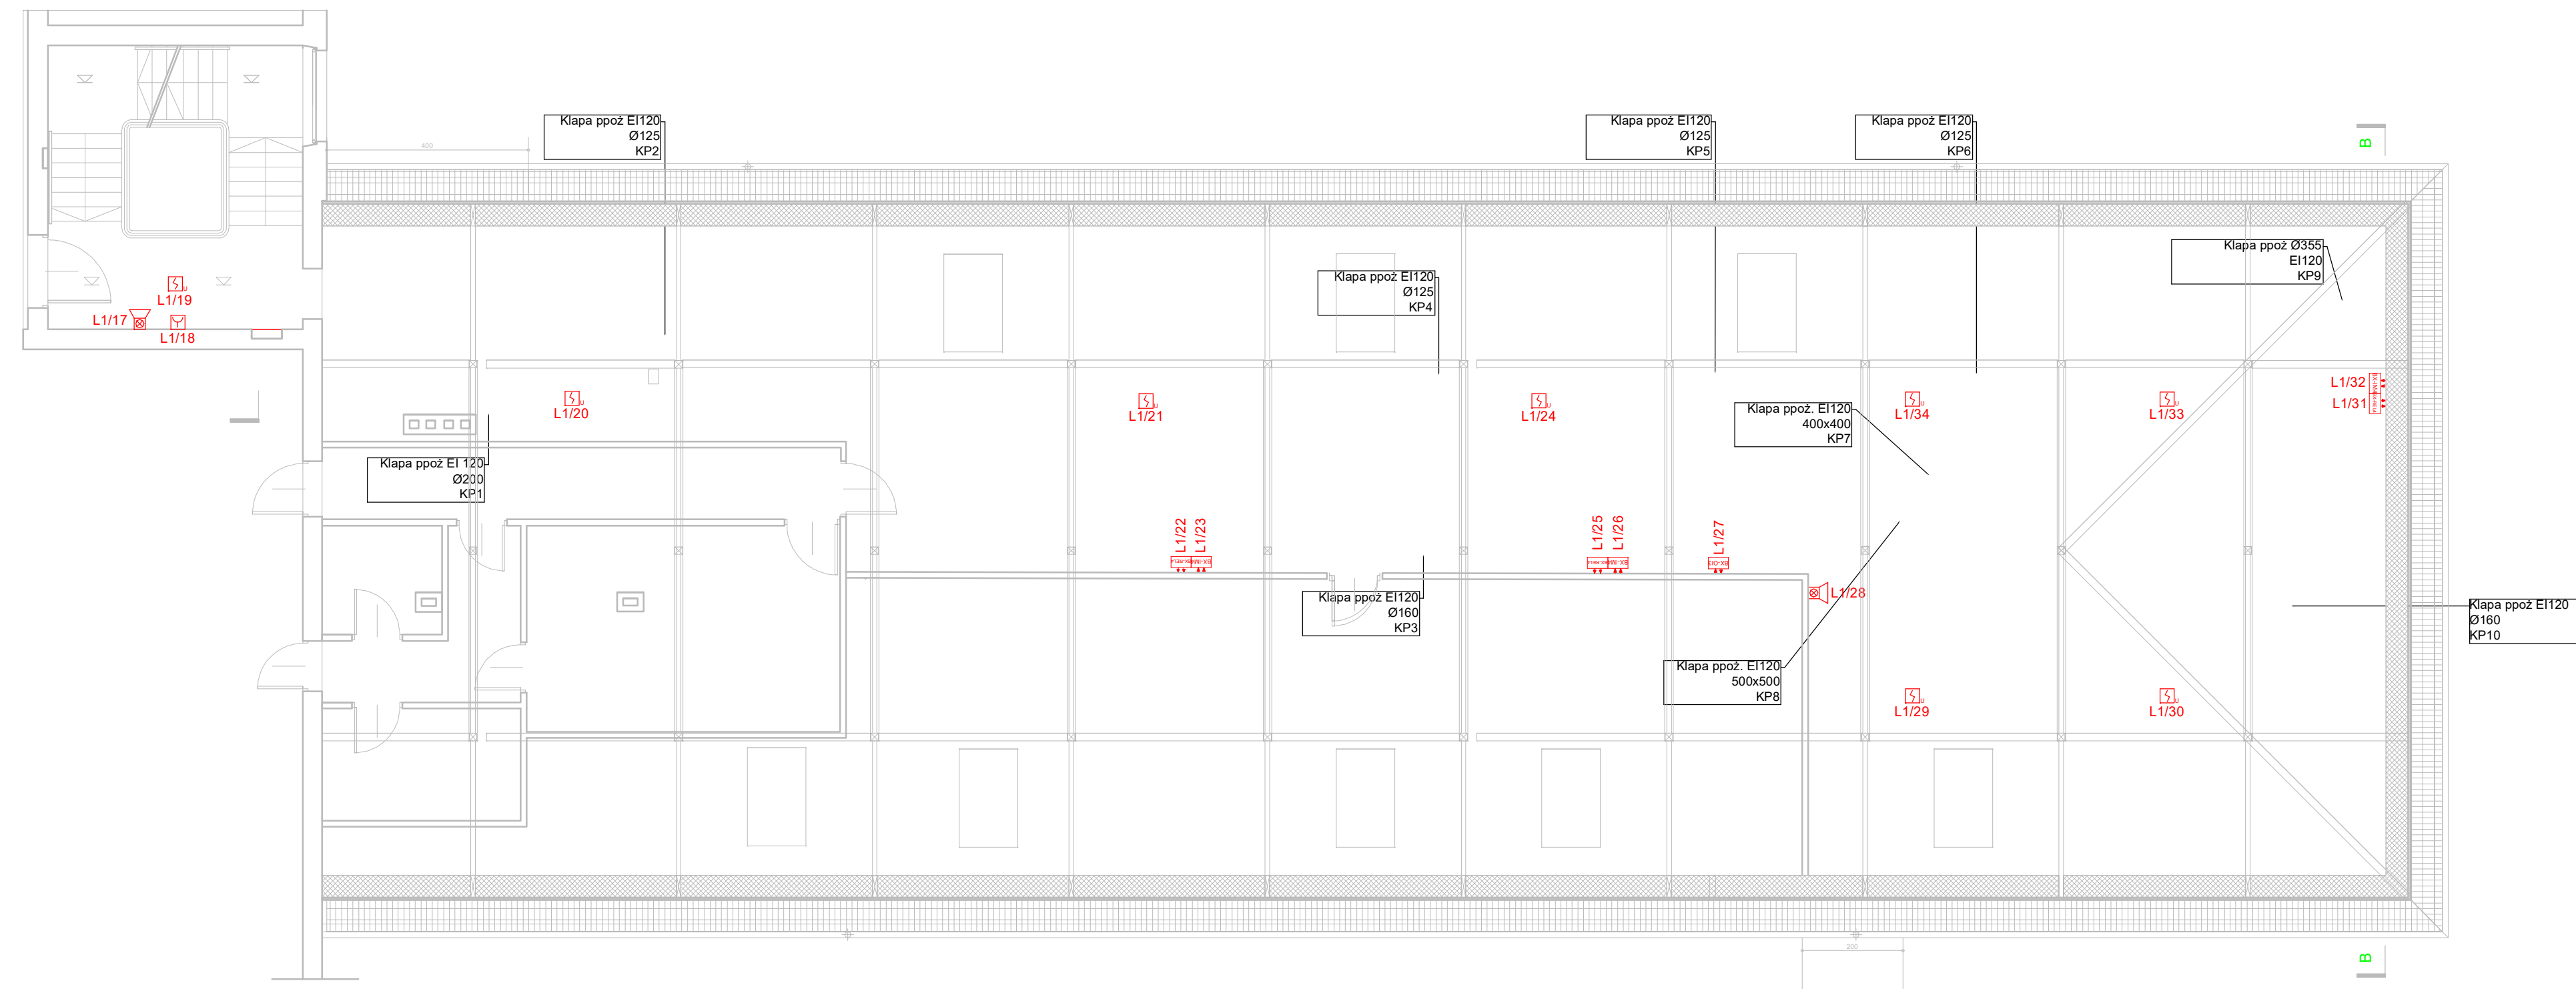 Klapa ppoż EI120
Ø125
KP2
Klapa ppoż EI120
Ø125
KP5
Klapa ppoż EI120
Ø125
KP6
B
400
Klapa ppoż Ø355
EI120
KP9
Klapa ppoż EI120
Ø125
KP4
U
L1/19
L1/17
L1/18
U
L1/20
U
L1/21
U
L1/24
U
L1/34
U
L1/33
L1/32
L1/31
Klapa ppoż. EI120
400x400
KP7
Klapa ppoż EI 120
Ø200
KP1
L1/22
L1/23
L1/25
L1/26
L1/27
L1/28
Klapa ppoż EI120
Ø160
KP3
Klapa ppoż EI120
Ø160
KP10
Klapa ppoż. EI120
500x500
KP8
U
L1/29
U
L1/30
200
B